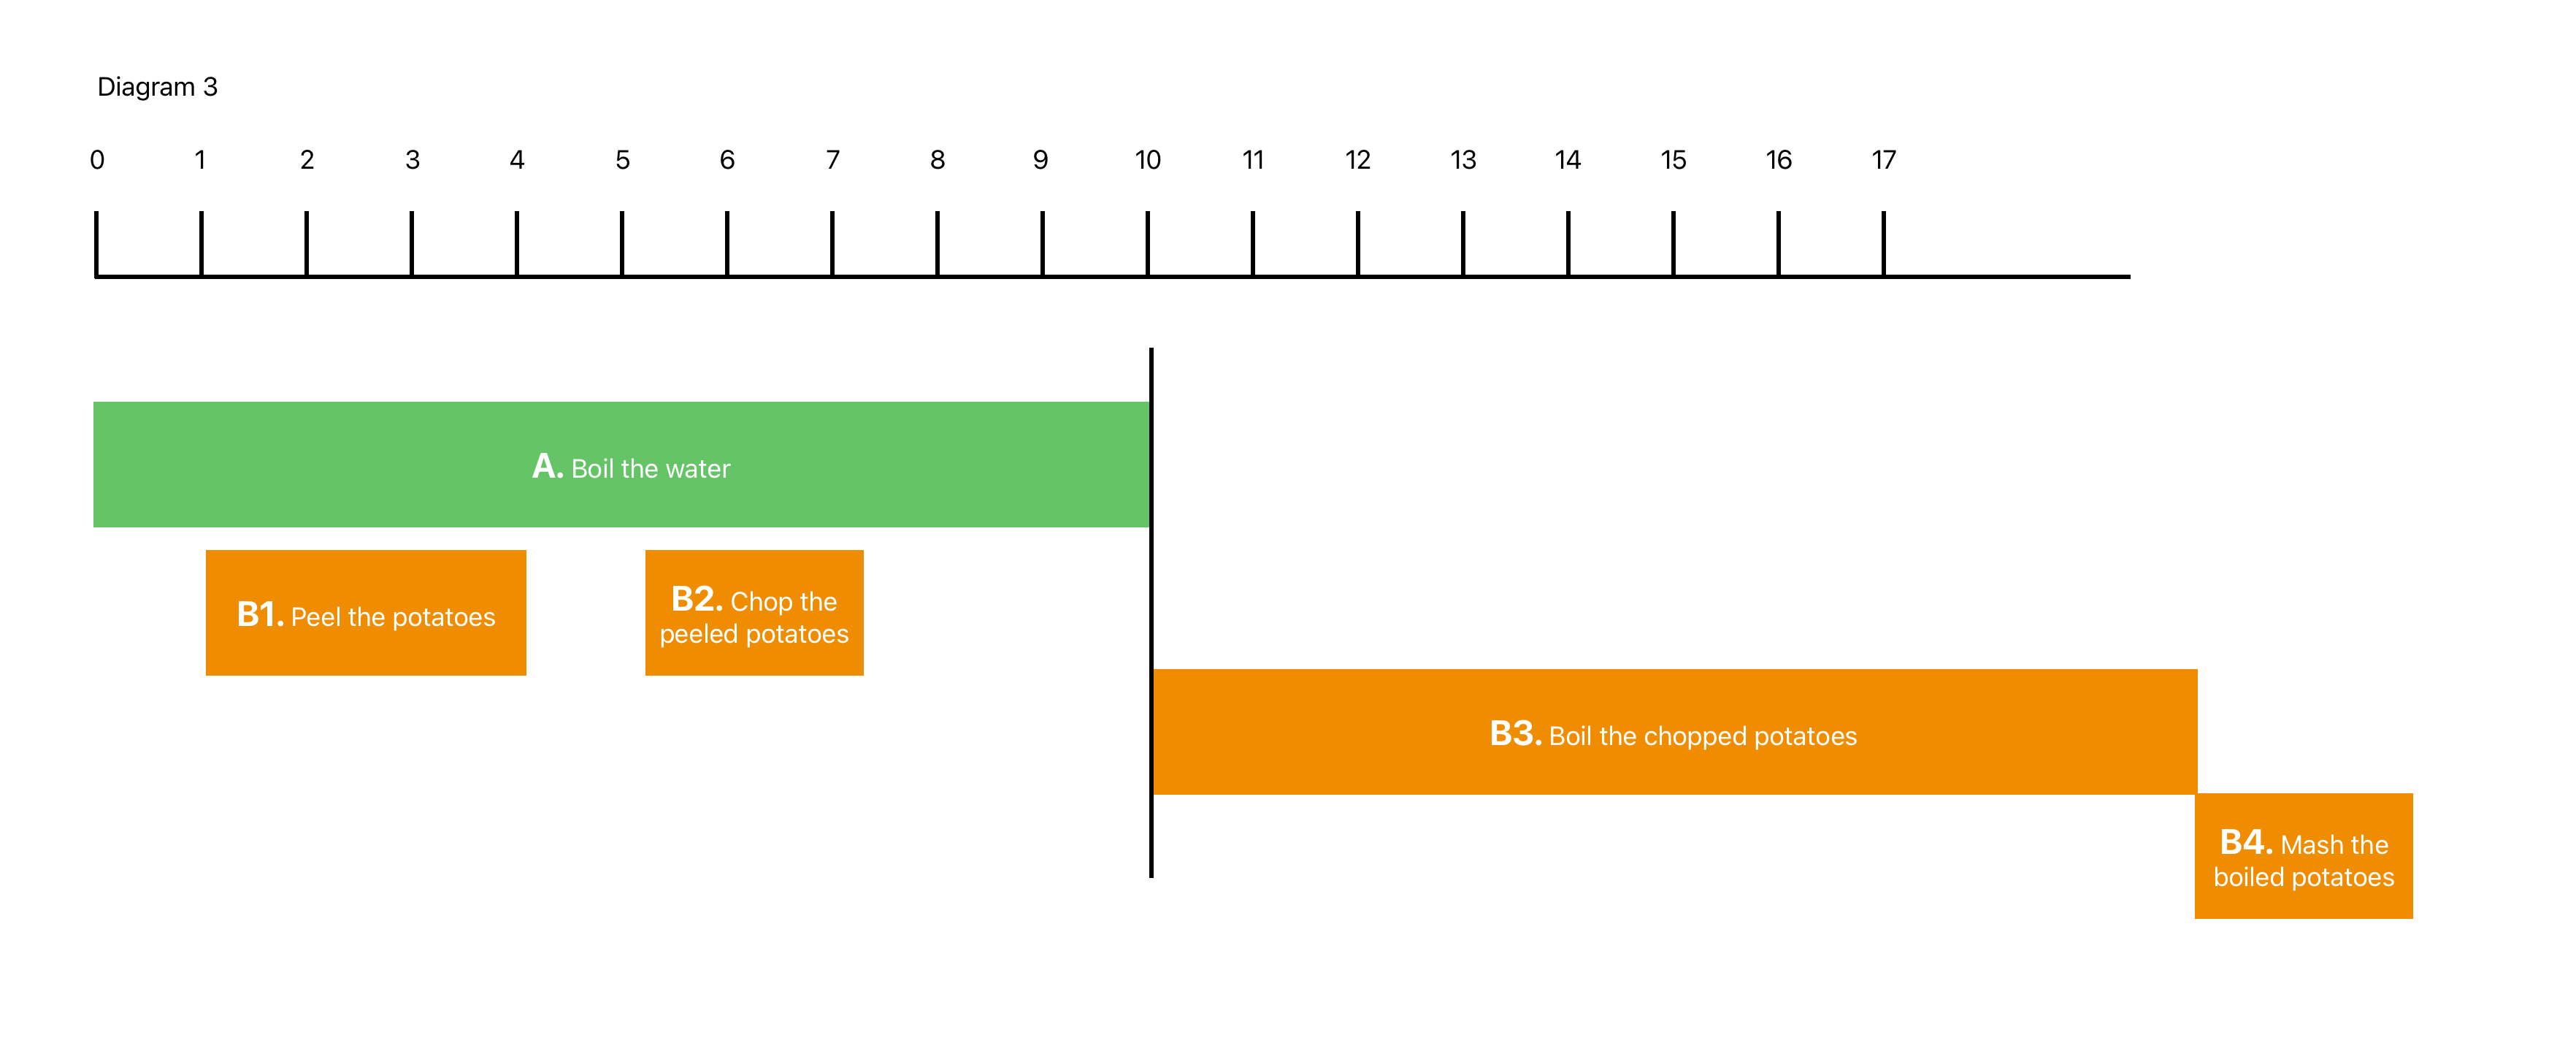 Diagram 3
0 1 2 3 4 5 6 7 8 9 10 11 12 13 14 15 16 17
A. Boil the water
B1. Peel the potatoes
B2. Chop the
peeled potatoes
B3. Boil the chopped potatoes
B4. Mash the
boiled potatoes